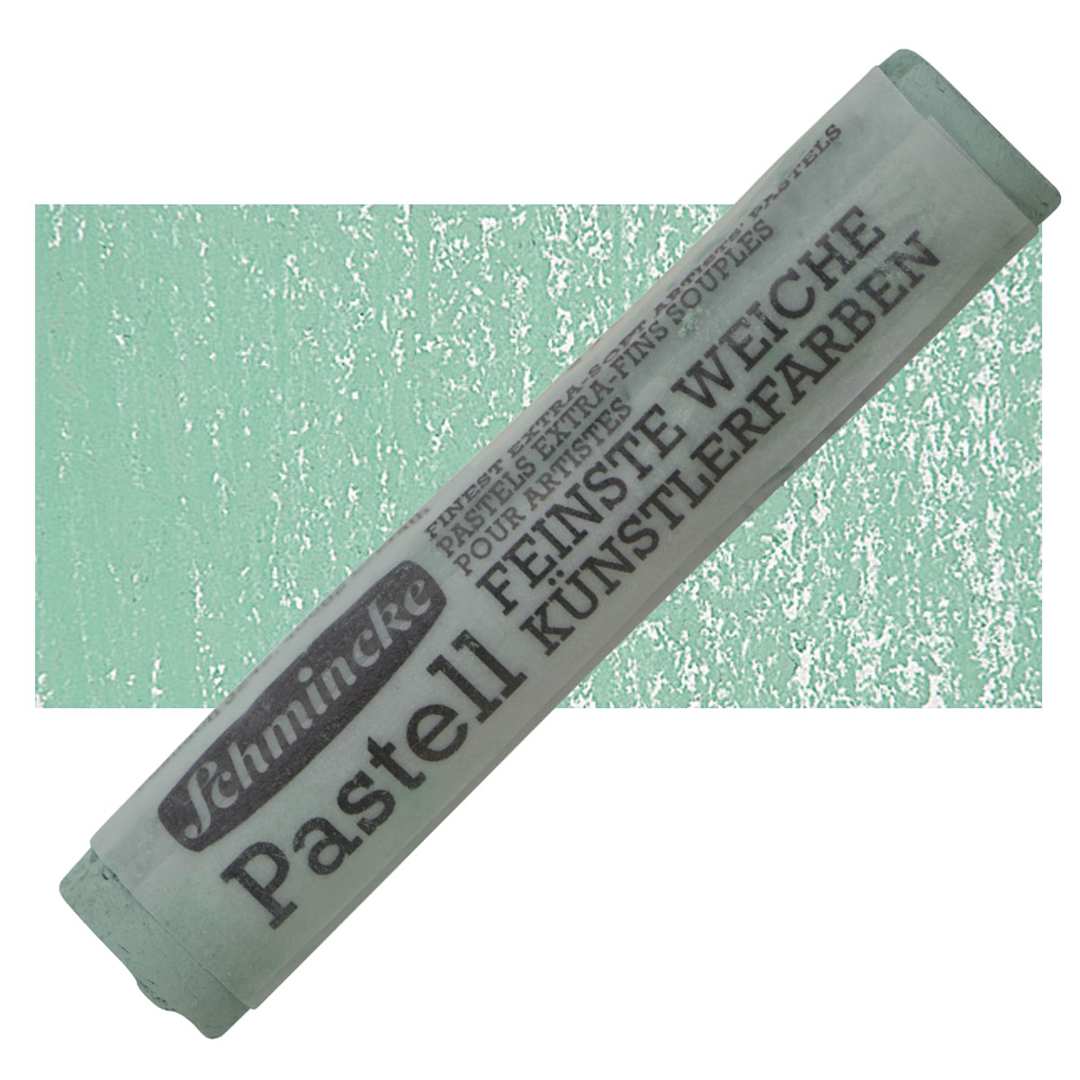 FINEST EXTRA-SOFT ARTISTS' PASTELS
PASTELS EXTRA-FINS SOUPLES
POUR ARTISTES
FEINSTE WEICHE
KÜNSTLERFARBEN
Schmincke
Pastell